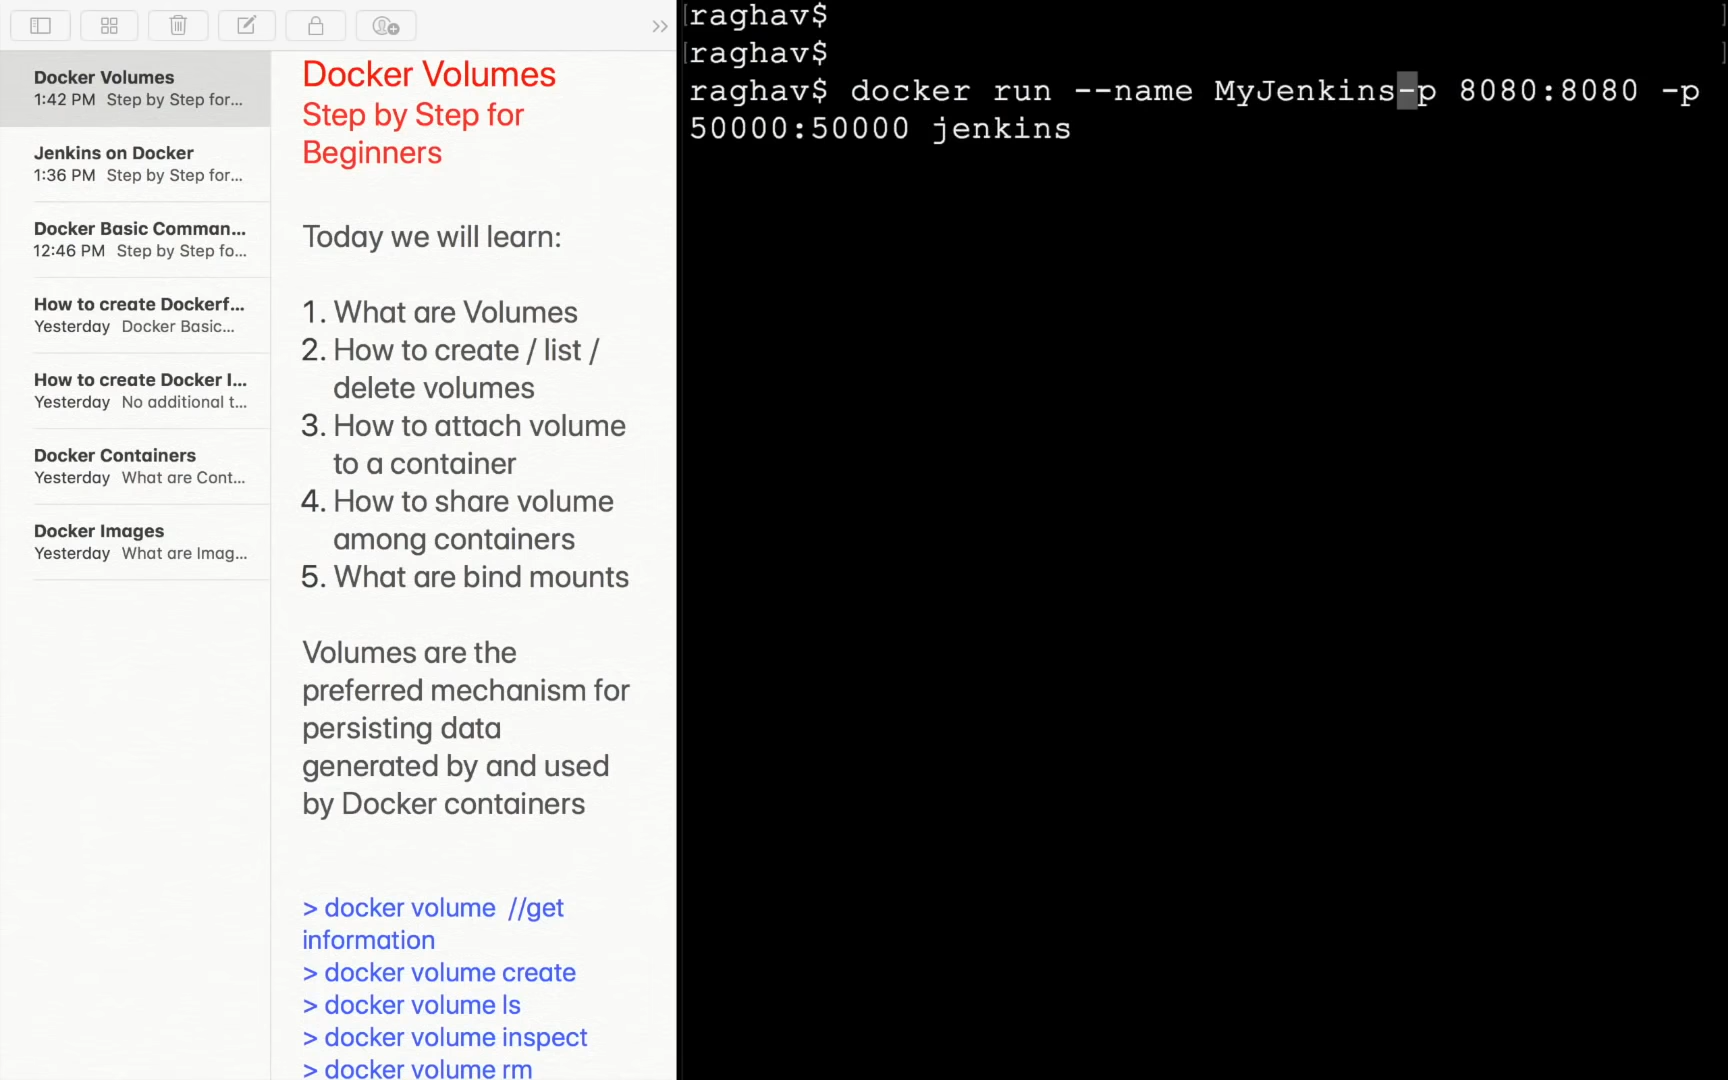 Docker Volumes
1:42 PM Step by Step for...
Jenkins on Docker
1:36 PM Step by Step for...
Docker Basic Comman...
12:46 PM Step by Step fo...
How to create Dockerf...
Yesterday Docker Basic...
How to create Docker I...
Yesterday No additional t...
Docker Containers
Yesterday What are Cont...
Docker Images
Yesterday What are Imag...
Docker Volumes
Step by Step for
Beginners
Today we will learn:
1. What are Volumes
2. How to create / list /
delete volumes
3. How to attach volume
to a container
4. How to share volume
among containers
5. What are bind mounts
Volumes are the
preferred mechanism for
persisting data
generated by and used
by Docker containers
> docker volume //get
information
> docker volume create
> docker volume ls
> docker volume inspect
> docker volume rm
[raghav$ ]
[raghav$ ]
raghav$ docker run --name MyJenkins-p 8080:8080 -p
50000:50000 jenkins